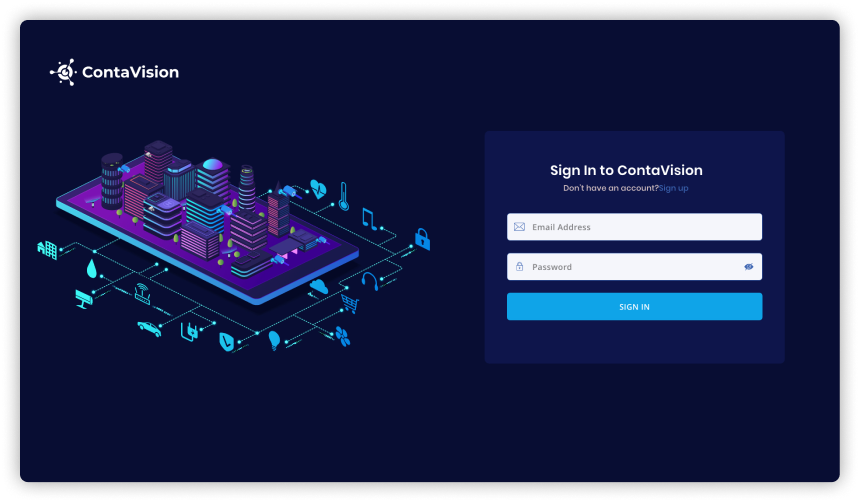 ContaVision
Sign In to ContaVision
Don't have an account?Sign up
Email Address
Password
SIGN IN